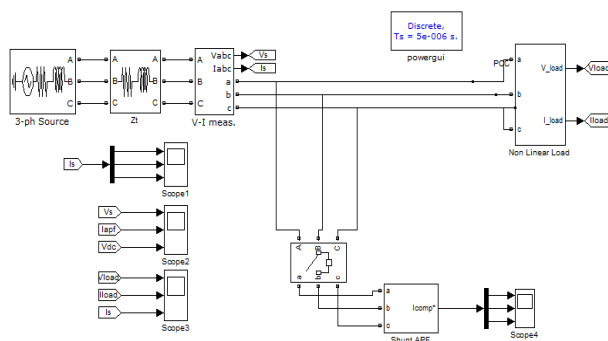 Discrete,
Ts = 5e-006 s.
powergui
A
B
C
3-ph Source
A
B
C
A
B
C
Zt
A
B
C
Vabc
Iabc
a
b
c
V-I meas.
Vs
Is
PCC
a
b
c
V_load
I_load
Non Linear Load
Vload
Iload
Is
Scope1
Vs
Iapf
Vdc
Scope2
Vload
Iload
Is
Scope3
A
B
C
a
b
c
a
b
c
Icomp*
Shunt APF
Scope4